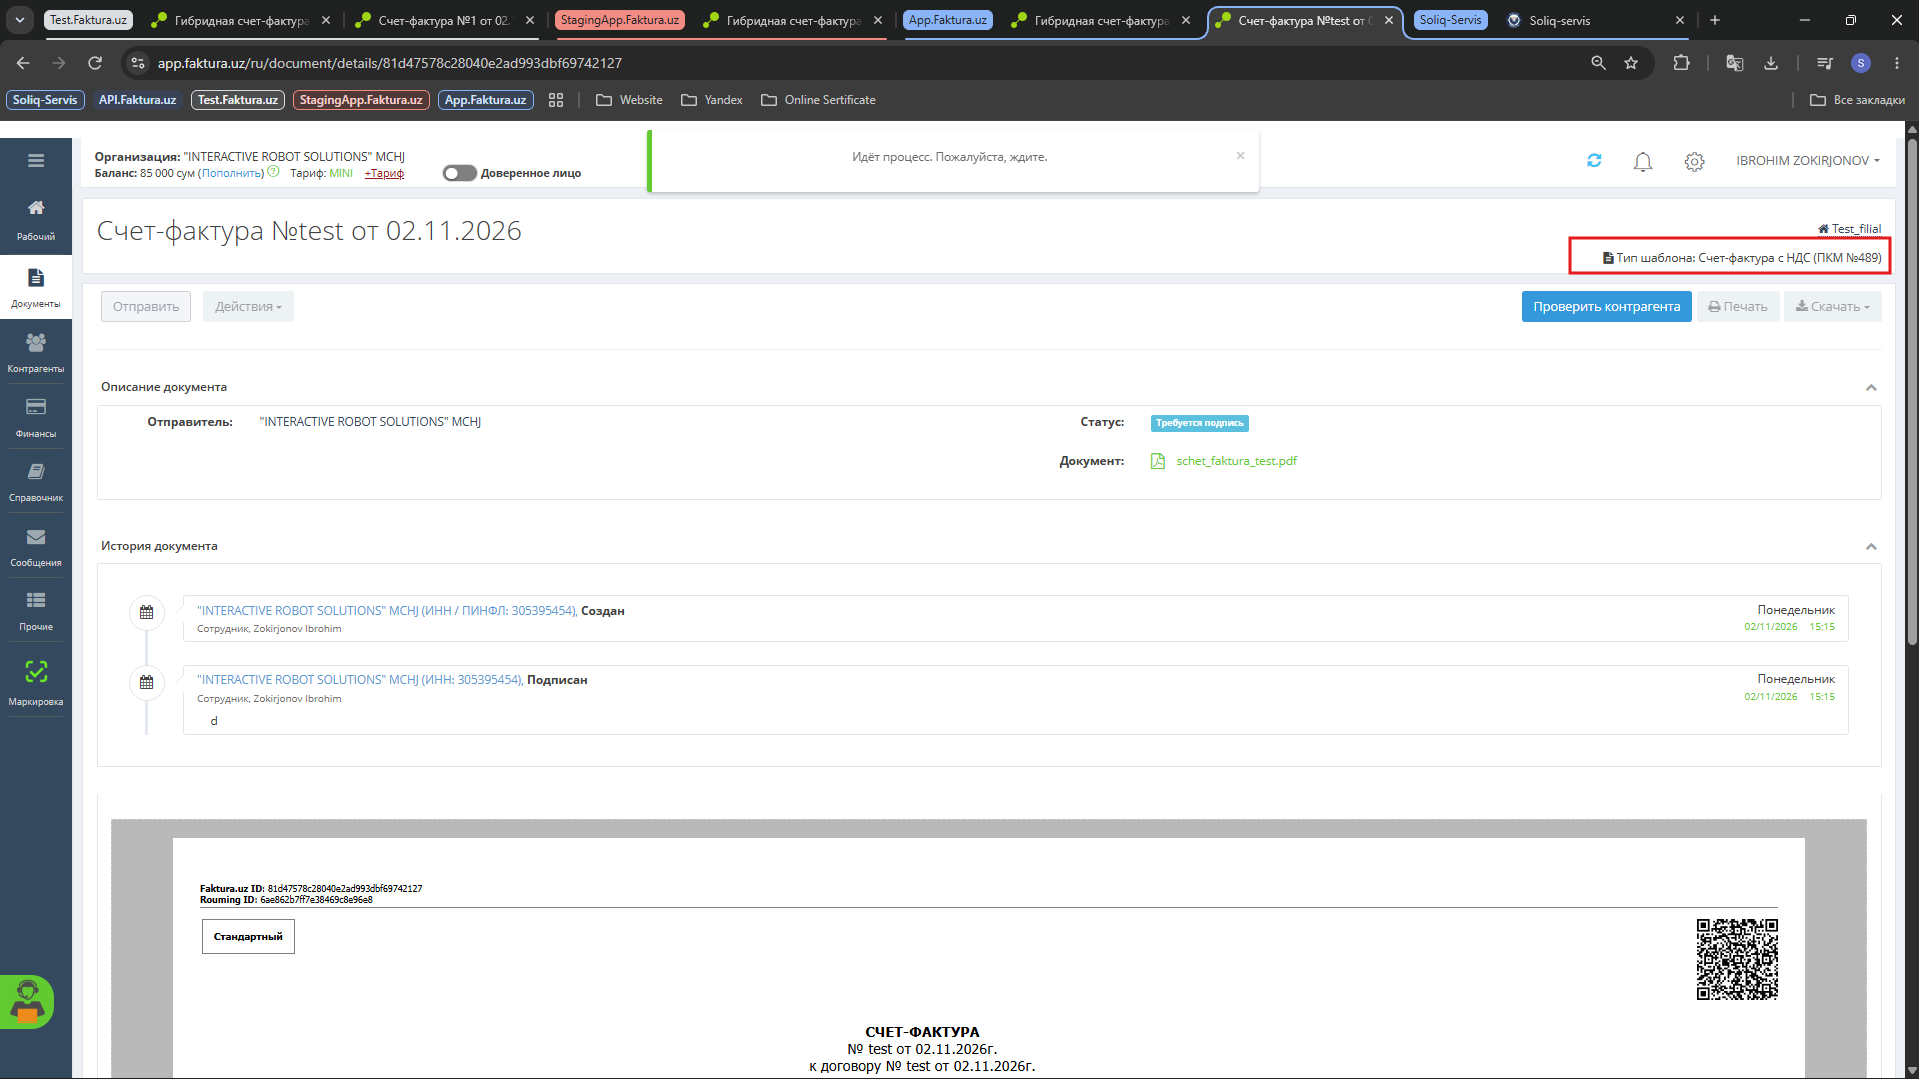 Test.Faktura.uz
Гибридная счет-фактура
Счет-фактура №1 от 02.
StagingApp.Faktura.uz
Гибридная счет-фактура
App.Faktura.uz
Гибридная счет-фактура
Счет-фактура №test от 0
Soliq-Servis
Soliq-servis
app.faktura.uz/ru/document/details/81d47578c28040e2ad993dbf69742127
S
Soliq-Servis
API.Faktura.uz
Test.Faktura.uz
StagingApp.Faktura.uz
App.Faktura.uz
Website
Yandex
Online Sertificate
Все закладки
Организация: "INTERACTIVE ROBOT SOLUTIONS" MCHJ
Баланс: 85 000 сум (Пополнить) ? Тариф: MINI +Тариф
Доверенное лицо
Идёт процесс. Пожалуйста, ждите.
×
IBROHIM ZOKIRJONOV
Рабочий
Документы
Контрагенты
Финансы
Справочник
Сообщения
Прочие
Маркировка
Счет-фактура №test от 02.11.2026
Test_filial
Тип шаблона: Счет-фактура с НДС (ПКМ №489)
Отправить
Действия
Проверить контрагента
Печать
Скачать
Описание документа
Отправитель: "INTERACTIVE ROBOT SOLUTIONS" MCHJ
Статус: Требуется подпись
Документ: schet_faktura_test.pdf
История документа
"INTERACTIVE ROBOT SOLUTIONS" MCHJ (ИНН / ПИНФЛ: 305395454), Создан
Сотрудник, Zokirjonov Ibrohim
Понедельник
02/11/2026 15:15
"INTERACTIVE ROBOT SOLUTIONS" MCHJ (ИНН: 305395454), Подписан
Сотрудник, Zokirjonov Ibrohim
d
Понедельник
02/11/2026 15:15
Faktura.uz ID: 81d47578c28040e2ad993dbf69742127
Rouming ID: 6ae862b7ff7e38469c8e96e8
Стандартный
СЧЕТ-ФАКТУРА
№ test от 02.11.2026г.
к договору № test от 02.11.2026г.